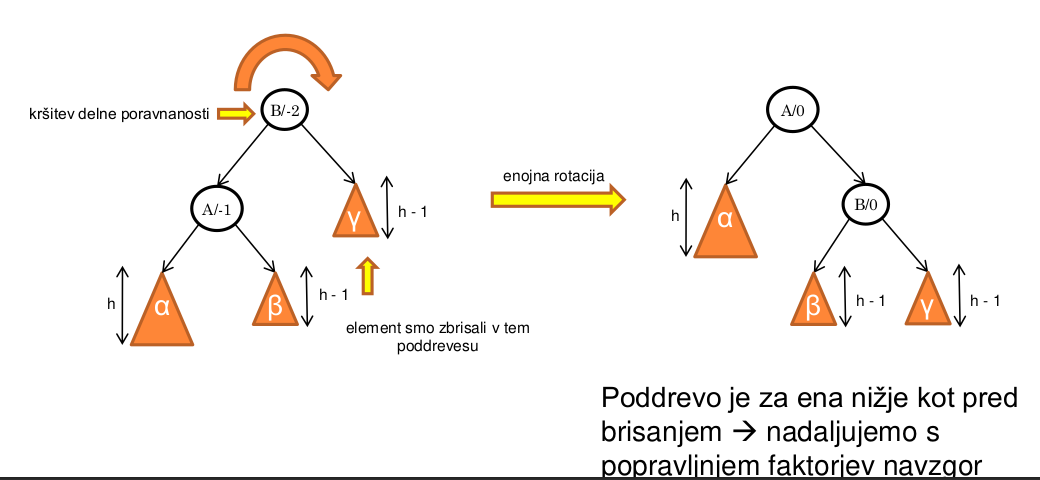 kršitev delne poravnanosti
B/-2
A/-1
γ
h - 1
h
α
β
h - 1
element smo zbrisali v tem
poddrevesu
enojna rotacija
A/0
h
α
B/0
β
h - 1
γ
h - 1
Poddrevo je za ena nižje kot pred
brisanjem → nadaljujemo s
popravljnjem faktorjev navzgor